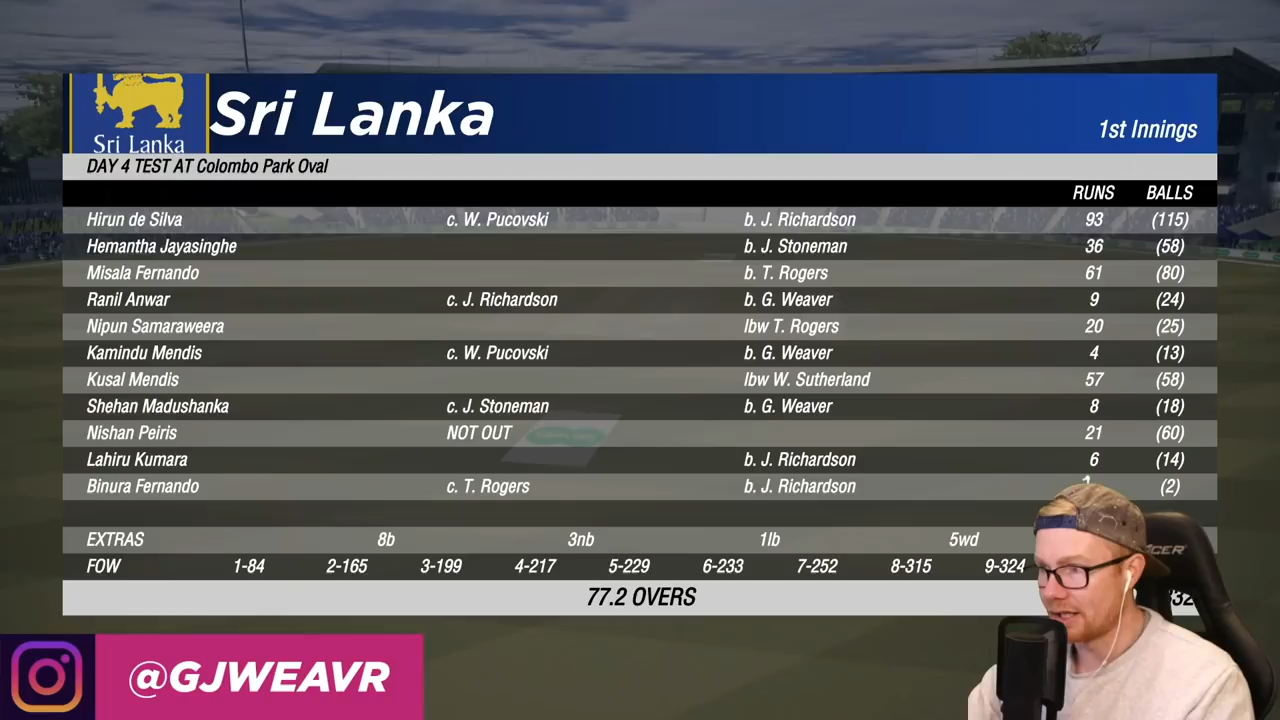 Sri Lanka
Sri Lanka
1st Innings
DAY 4 TEST AT Colombo Park Oval
RUNS BALLS
Hirun de Silva c. W. Pucovski b. J. Richardson 93 (115)
Hemantha Jayasinghe b. J. Stoneman 36 (58)
Misala Fernando b. T. Rogers 61 (80)
Ranil Anwar c. J. Richardson b. G. Weaver 9 (24)
Nipun Samaraweera lbw T. Rogers 20 (25)
Kamindu Mendis c. W. Pucovski b. G. Weaver 4 (13)
Kusal Mendis lbw W. Sutherland 57 (58)
Shehan Madushanka c. J. Stoneman b. G. Weaver 8 (18)
Nishan Peiris NOT OUT 21 (60)
Lahiru Kumara b. J. Richardson 6 (14)
Binura Fernando c. T. Rogers b. J. Richardson (2)
EXTRAS 8b 3nb 1lb 5wd
FOW 1-84 2-165 3-199 4-217 5-229 6-233 7-252 8-315 9-324
77.2 OVERS
@GJWEAVR